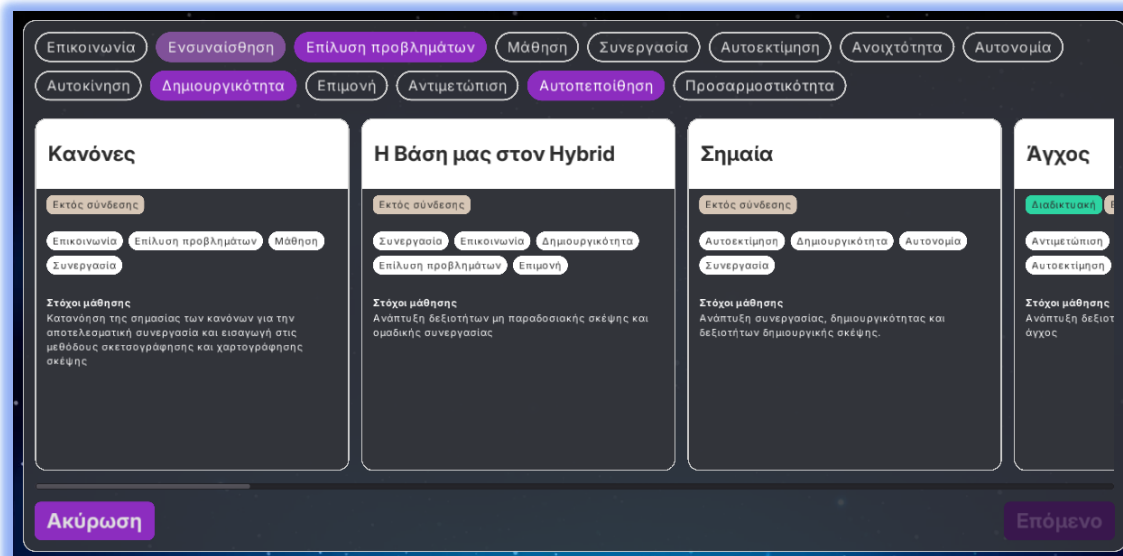 Επικοινωνία Ενσυναίσθηση Επίλυση προβλημάτων Μάθηση Συνεργασία Αυτοεκτίμηση Ανοιχτότητα Αυτονομία
Αυτοκίνηση Δημιουργικότητα Επιμονή Αντιμετώπιση Αυτοπεποίθηση Προσαρμοστικότητα
Κανόνες
Εκτός σύνδεσης
Επικοινωνία Επίλυση προβλημάτων Μάθηση
Συνεργασία
Στόχοι μάθησης
Κατανόηση της σημασίας των κανόνων για την
αποτελεσματική συνεργασία και εισαγωγή στις
μεθόδους σκετσογράφησης και χαρτογράφησης
σκέψης
Η Βάση μας στον Hybrid
Εκτός σύνδεσης
Συνεργασία Επικοινωνία Δημιουργικότητα
Επίλυση προβλημάτων Επιμονή
Στόχοι μάθησης
Ανάπτυξη δεξιοτήτων μη παραδοσιακής σκέψης και
ομαδικής συνεργασίας
Σημαία
Εκτός σύνδεσης
Αυτοεκτίμηση Δημιουργικότητα Αυτονομία
Συνεργασία
Στόχοι μάθησης
Ανάπτυξη συνεργασίας, δημιουργικότητας και
δεξιοτήτων δημιουργικής σκέψης.
Άγχος
Διαδικτυακή
Αντιμετώπιση
Αυτοεκτίμηση
Στόχοι μάθησης
Ανάπτυξη δεξιοτ
άγχος
Ακύρωση
Επόμενο